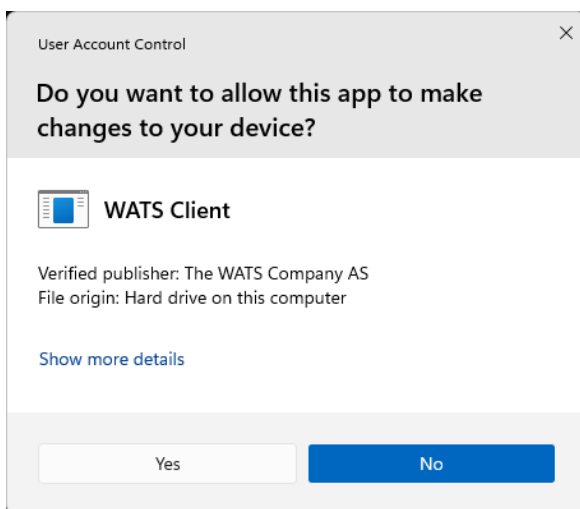 User Account Control
Do you want to allow this app to make
changes to your device?
WATS Client
Verified publisher: The WATS Company AS
File origin: Hard drive on this computer
Show more details
Yes
No